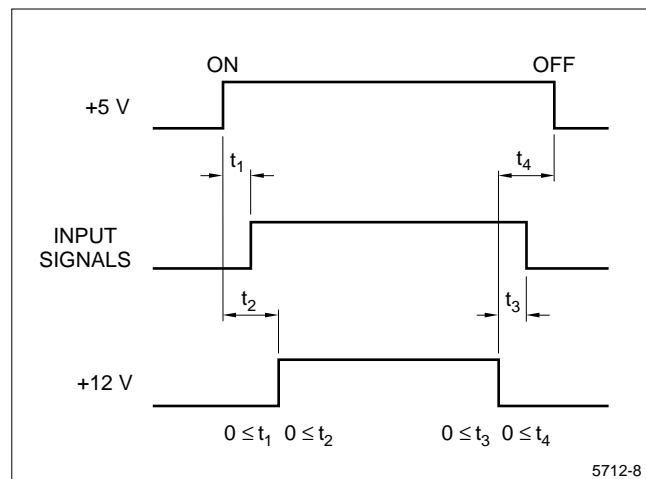 ON OFF
+5 V
t1 t4
INPUT
SIGNALS
t2 t3
+12 V
0 ≤ t1 0 ≤ t2 0 ≤ t3 0 ≤ t4
5712-8